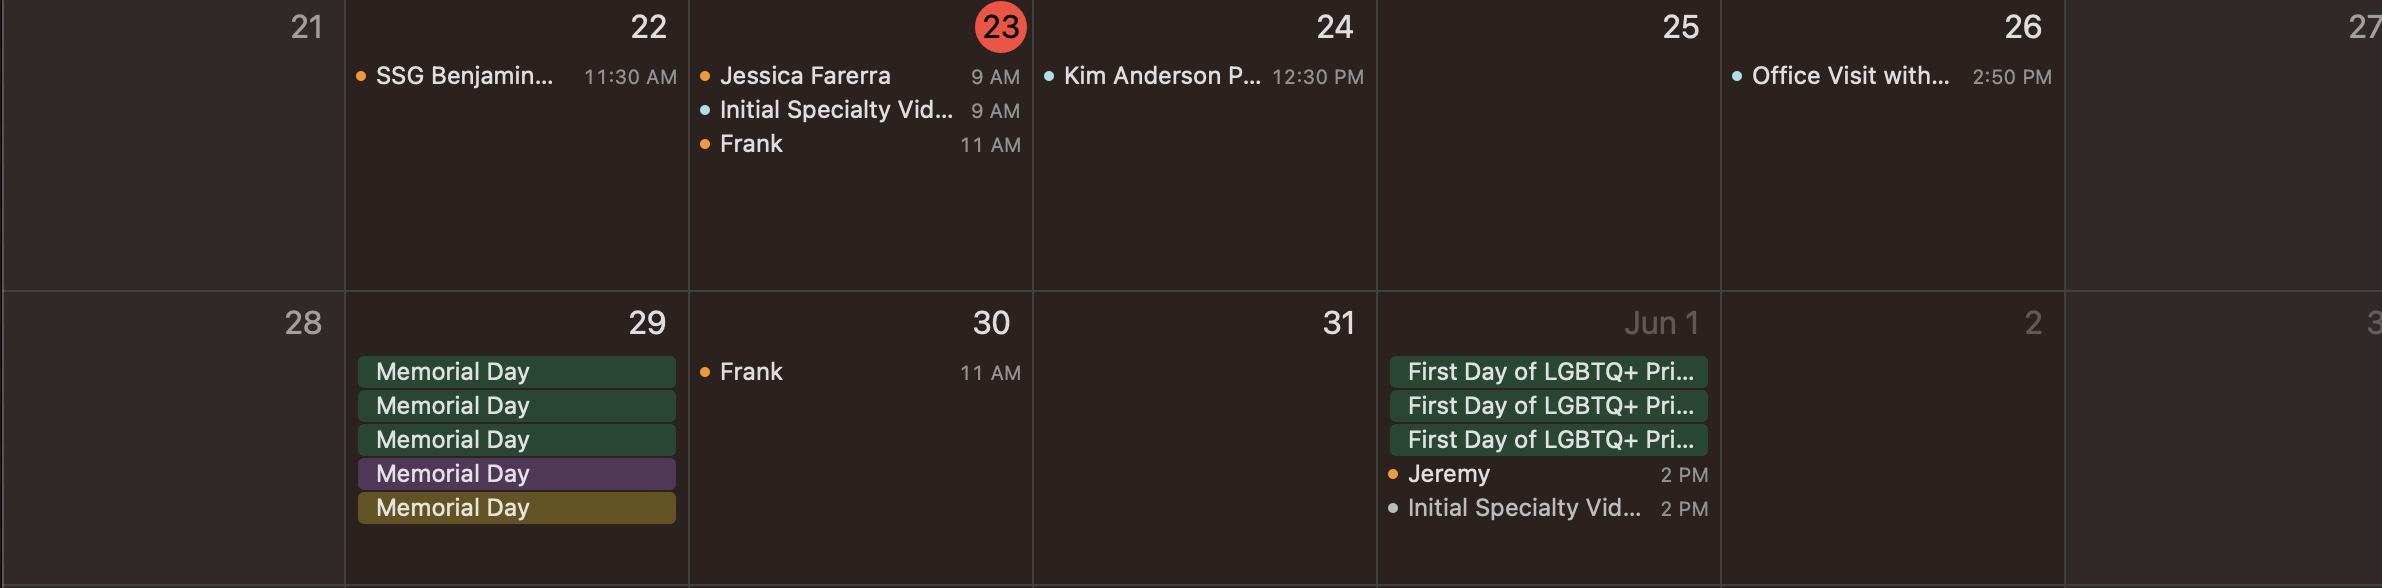 21
22
23
24
25
26
27
SSG Benjamin... 11:30 AM
Jessica Farerra 9 AM
Initial Specialty Vid... 9 AM
Frank 11 AM
Kim Anderson P... 12:30 PM
Office Visit with... 2:50 PM
28
29
30
31
Jun 1
2
3
Memorial Day
Memorial Day
Memorial Day
Memorial Day
Memorial Day
Frank 11 AM
First Day of LGBTQ+ Pri...
First Day of LGBTQ+ Pri...
First Day of LGBTQ+ Pri...
Jeremy 2 PM
Initial Specialty Vid... 2 PM